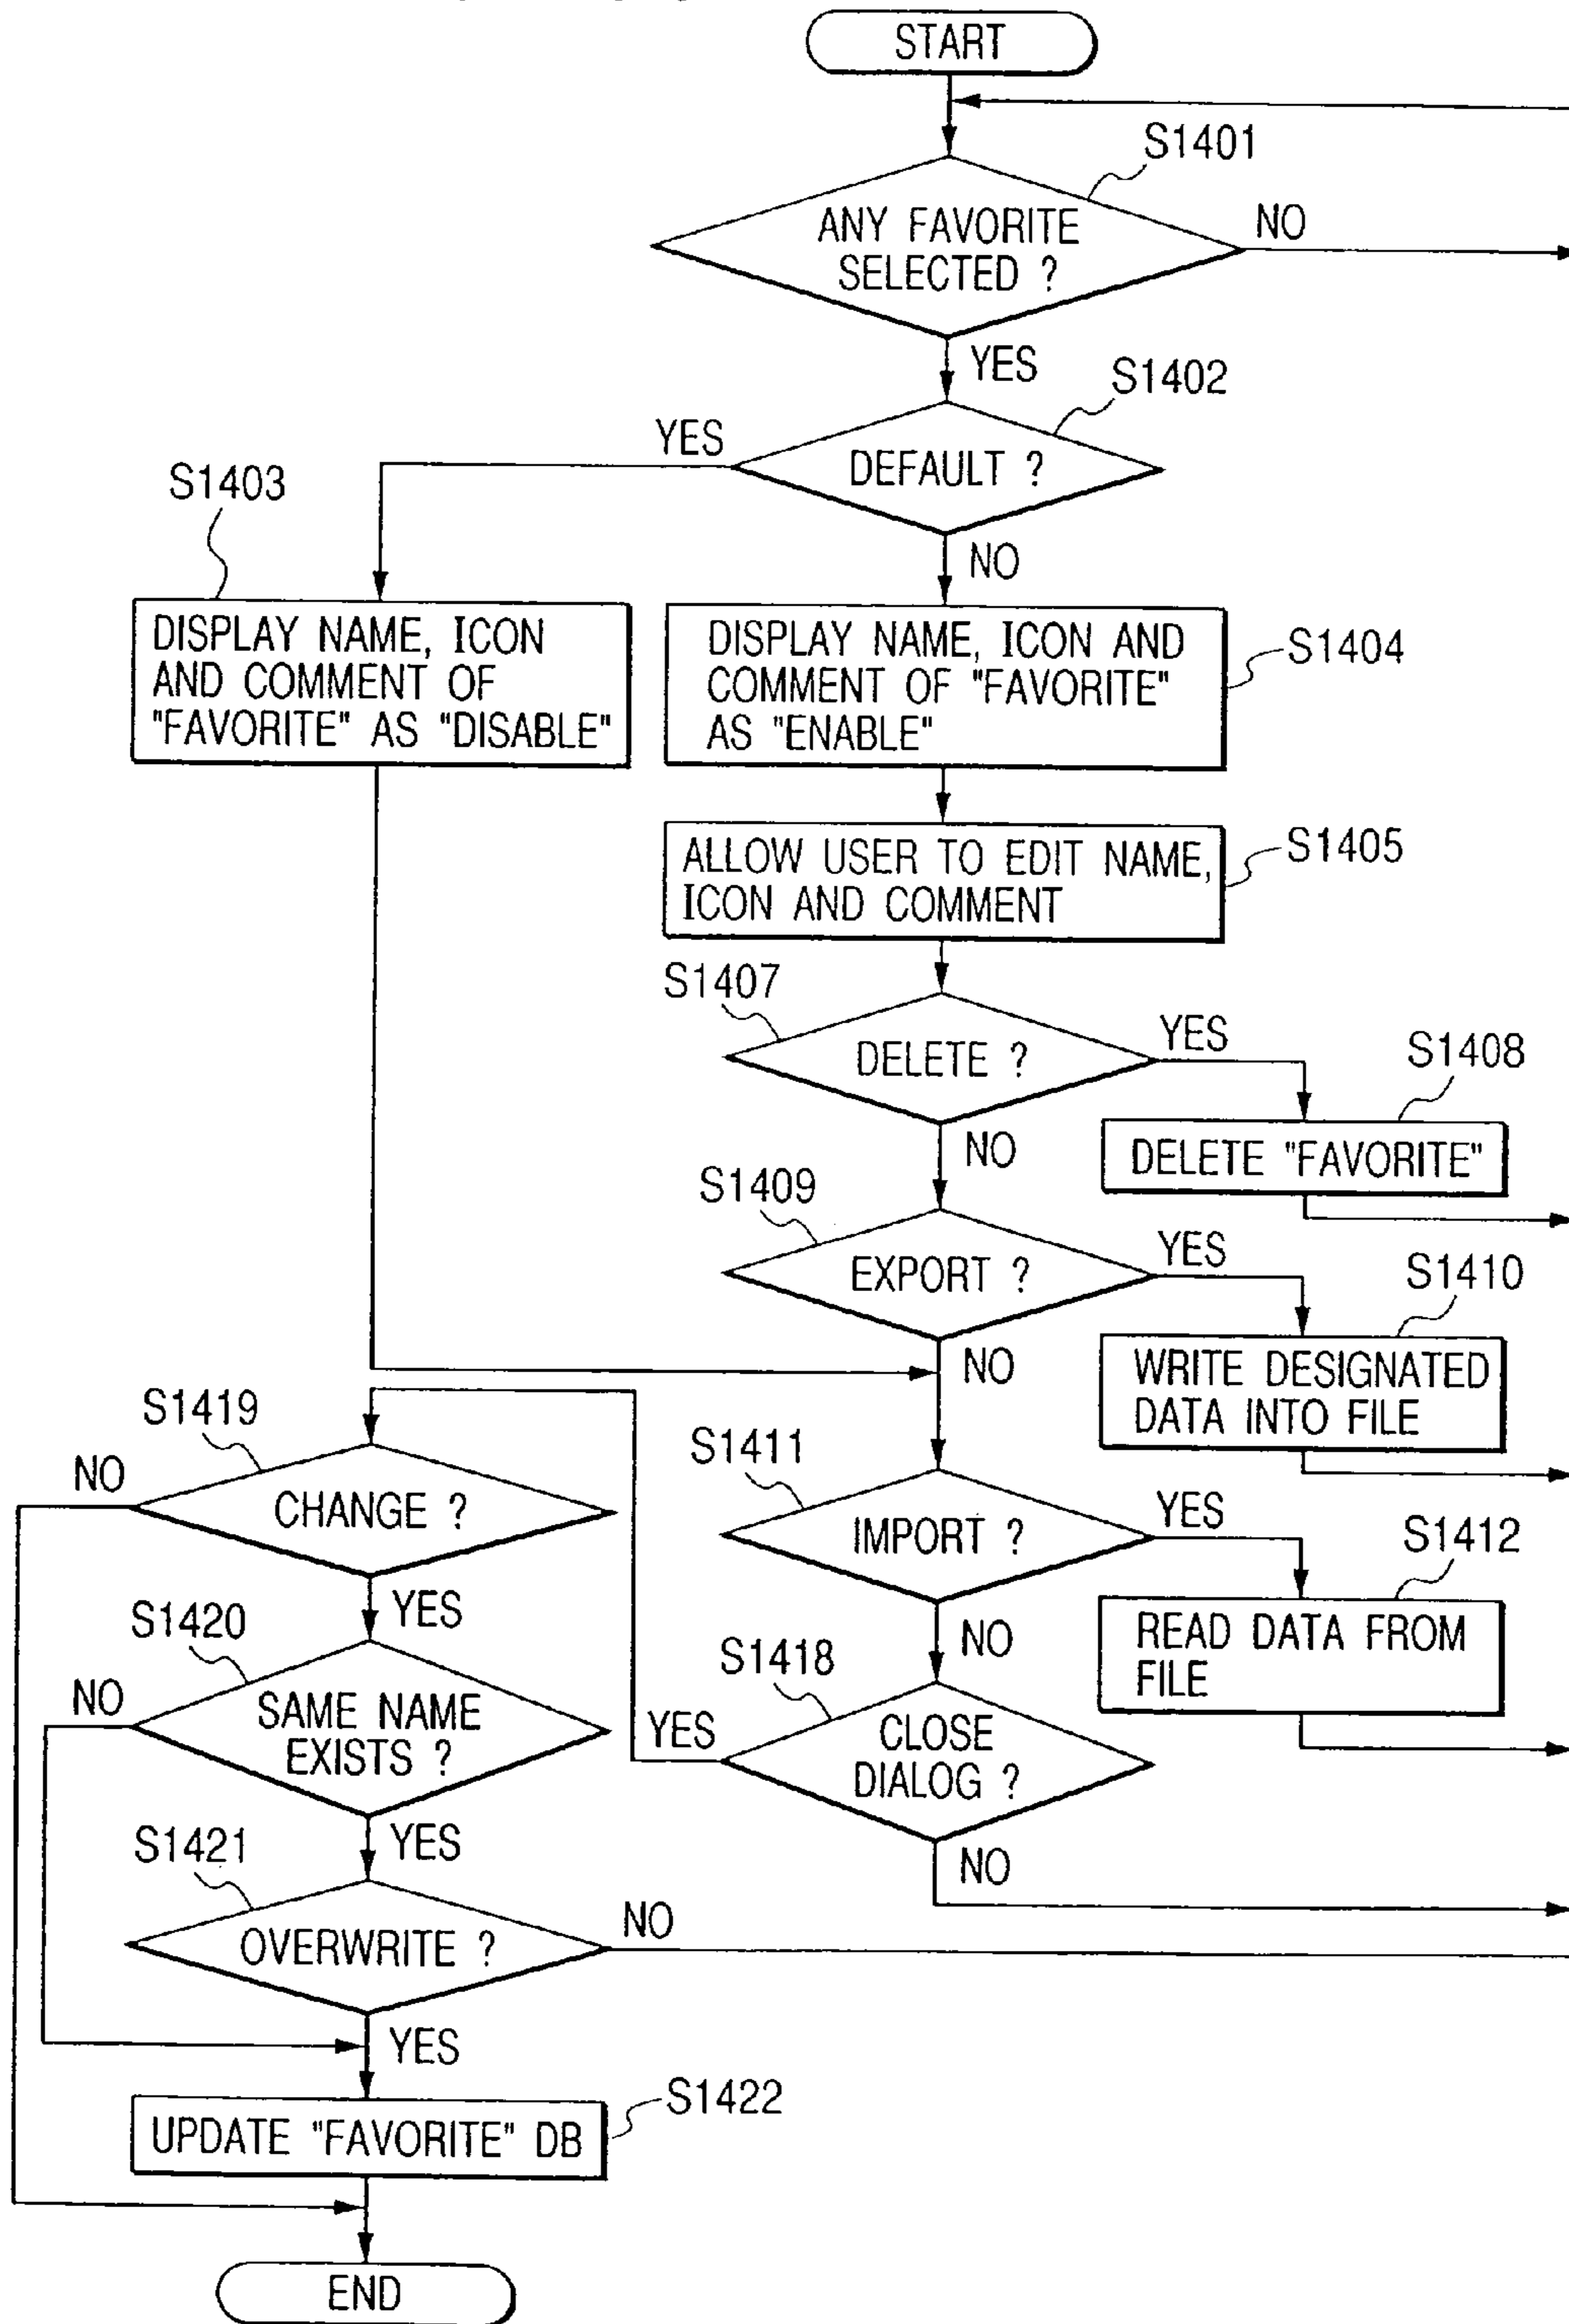 START
S1401
ANY FAVORITE
SELECTED ?
NO
YES
S1402
YES
DEFAULT ?
S1403
NO
DISPLAY NAME, ICON
AND COMMENT OF
"FAVORITE" AS "DISABLE"
DISPLAY NAME, ICON AND
COMMENT OF "FAVORITE"
AS "ENABLE"
S1404
ALLOW USER TO EDIT NAME,
ICON AND COMMENT
S1405
S1407
DELETE ?
YES
S1408
NO
DELETE "FAVORITE"
S1409
EXPORT ?
YES
S1410
NO
WRITE DESIGNATED
DATA INTO FILE
S1419
NO
CHANGE ?
S1411
IMPORT ?
YES
S1412
YES
NO
READ DATA FROM
FILE
S1420
NO
SAME NAME
EXISTS ?
S1418
YES
CLOSE
DIALOG ?
YES
NO
S1421
OVERWRITE ?
NO
YES
S1422
UPDATE "FAVORITE" DB
END